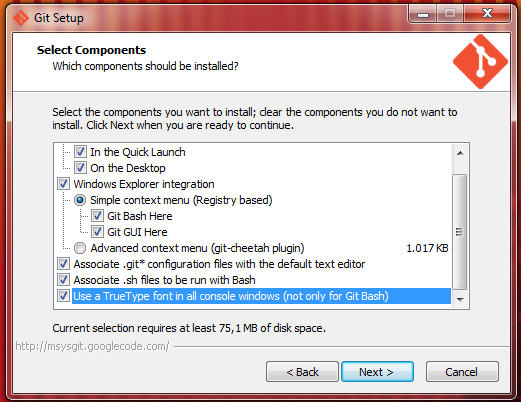 Git Setup
Select Components
Which components should be installed?
Select the components you want to install; clear the components you do not want to
install. Click Next when you are ready to continue.
In the Quick Launch
On the Desktop
Windows Explorer integration
Simple context menu (Registry based)
Git Bash Here
Git GUI Here
Advanced context menu (git-cheetah plugin) 1.017 KB
Associate .git* configuration files with the default text editor
Associate .sh files to be run with Bash
Use a TrueType font in all console windows (not only for Git Bash)
Current selection requires at least 75,1 MB of disk space.
http://msysgit.googlecode.com/
< Back Next > Cancel